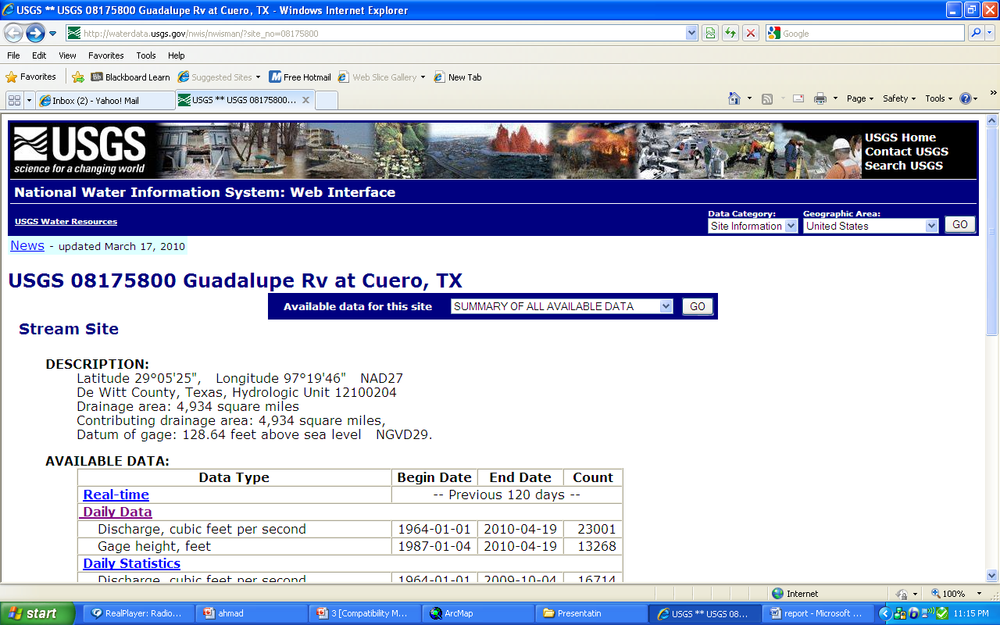 USGS ** USGS 08175800 Guadalupe Rv at Cuero, TX - Windows Internet Explorer
http://waterdata.usgs.gov/nwis/nwisman/?site_no=08175800
Google
File Edit View Favorites Tools Help
Favorites Bb Blackboard Learn Suggested Sites Free Hotmail Web Slice Gallery New Tab
Inbox (2) - Yahoo! Mail USGS ** USGS 08175800... Page Safety Tools
USGS
science for a changing world
USGS Home
Contact USGS
Search USGS
National Water Information System: Web Interface
USGS Water Resources
Data Category: Geographic Area:
Site Information United States GO
News - updated March 17, 2010
USGS 08175800 Guadalupe Rv at Cuero, TX
Available data for this site SUMMARY OF ALL AVAILABLE DATA GO
Stream Site
DESCRIPTION:
Latitude 29°05'25", Longitude 97°19'46" NAD27
De Witt County, Texas, Hydrologic Unit 12100204
Drainage area: 4,934 square miles
Contributing drainage area: 4,934 square miles,
Datum of gage: 128.64 feet above sea level NGVD29.
AVAILABLE DATA:
Data Type Begin Date End Date Count
Real-time -- Previous 120 days --
Daily Data
Discharge, cubic feet per second 1964-01-01 2010-04-19 23001
Gage height, feet 1987-01-04 2010-04-19 13268
Daily Statistics
Discharge, cubic feet per second 1964-01-01 2009-10-04 16714
Internet 100%
start RealPlayer: Radio... ahmad 3 [Compatibility M... ArcMap Presentatin USGS ** USGS 08... report - Microsoft ... 11:15 PM